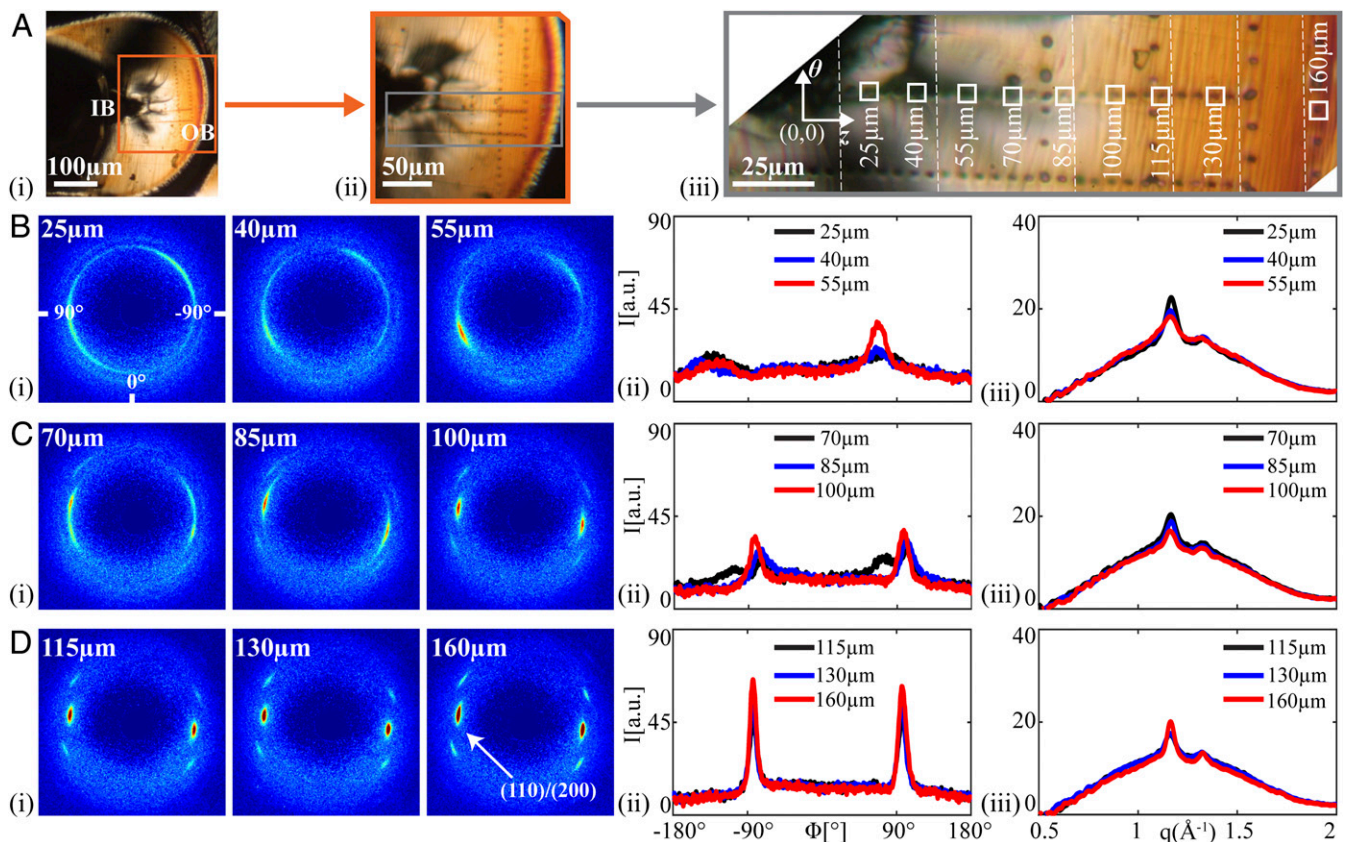 A
IB
OB
100µm
(i)
50µm
(ii)
θ
(0,0)
z
25µm
40µm
55µm
70µm
85µm
100µm
115µm
130µm
160µm
25µm
(iii)
B
25µm
90°
-90°
0°
(i)
40µm
55µm
90
45
0
I[a.u.]
25µm
40µm
55µm
(ii)
40
20
0
25µm
40µm
55µm
(iii)
C
70µm
(i)
85µm
100µm
90
45
0
I[a.u.]
70µm
85µm
100µm
(ii)
40
20
0
70µm
85µm
100µm
(iii)
D
115µm
(i)
130µm
160µm
(110)/(200)
90
45
0
I[a.u.]
115µm
130µm
160µm
(ii)
-180° -90° Φ[°] 90° 180°
40
20
0
115µm
130µm
160µm
(iii)
0.5 1 q(Å⁻¹) 1.5 2